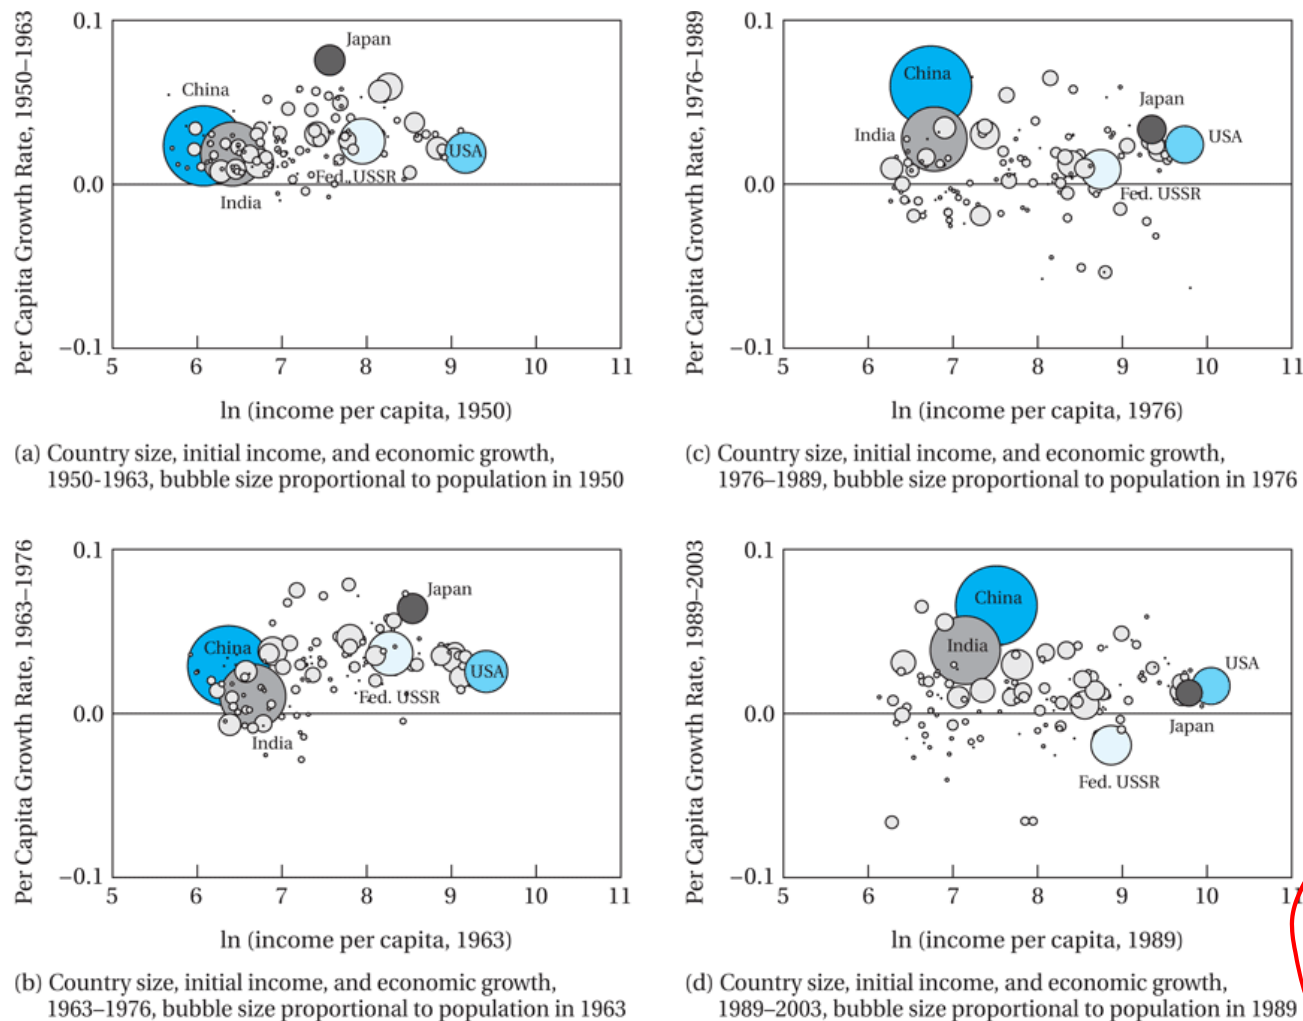 Per Capita Growth Rate, 1950–1963
0.1
0.0
–0.1
Japan
China
USA
Fed. USSR
India
5 6 7 8 9 10 11
ln (income per capita, 1950)
(a) Country size, initial income, and economic growth,
1950-1963, bubble size proportional to population in 1950
Per Capita Growth Rate, 1976–1989
0.1
0.0
–0.1
China
Japan
India
USA
Fed. USSR
5 6 7 8 9 10 11
ln (income per capita, 1976)
(c) Country size, initial income, and economic growth,
1976–1989, bubble size proportional to population in 1976
Per Capita Growth Rate, 1963–1976
0.1
0.0
–0.1
Japan
China
USA
Fed. USSR
India
5 6 7 8 9 10 11
ln (income per capita, 1963)
(b) Country size, initial income, and economic growth,
1963–1976, bubble size proportional to population in 1963
Per Capita Growth Rate, 1989–2003
0.1
0.0
–0.1
China
India
USA
Japan
Fed. USSR
5 6 7 8 9 10 11
ln (income per capita, 1989)
(d) Country size, initial income, and economic growth,
1989–2003, bubble size proportional to population in 1989